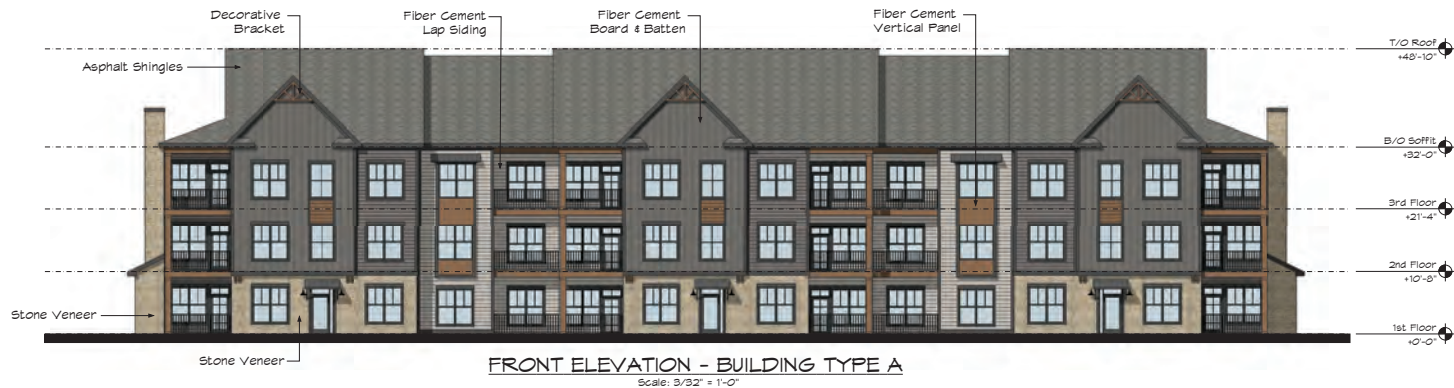 Decorative
Bracket
Fiber Cement
Lap Siding
Fiber Cement
Board & Batten
Fiber Cement
Vertical Panel
T/O Roof
+48'-10"
Asphalt Shingles
B/O Soffit
+32'-0"
3rd Floor
+21'-4"
2nd Floor
+10'-8"
Stone Veneer
1st Floor
+0'-0"
Stone Veneer
FRONT ELEVATION - BUILDING TYPE A
Scale: 3/32" = 1'-0"